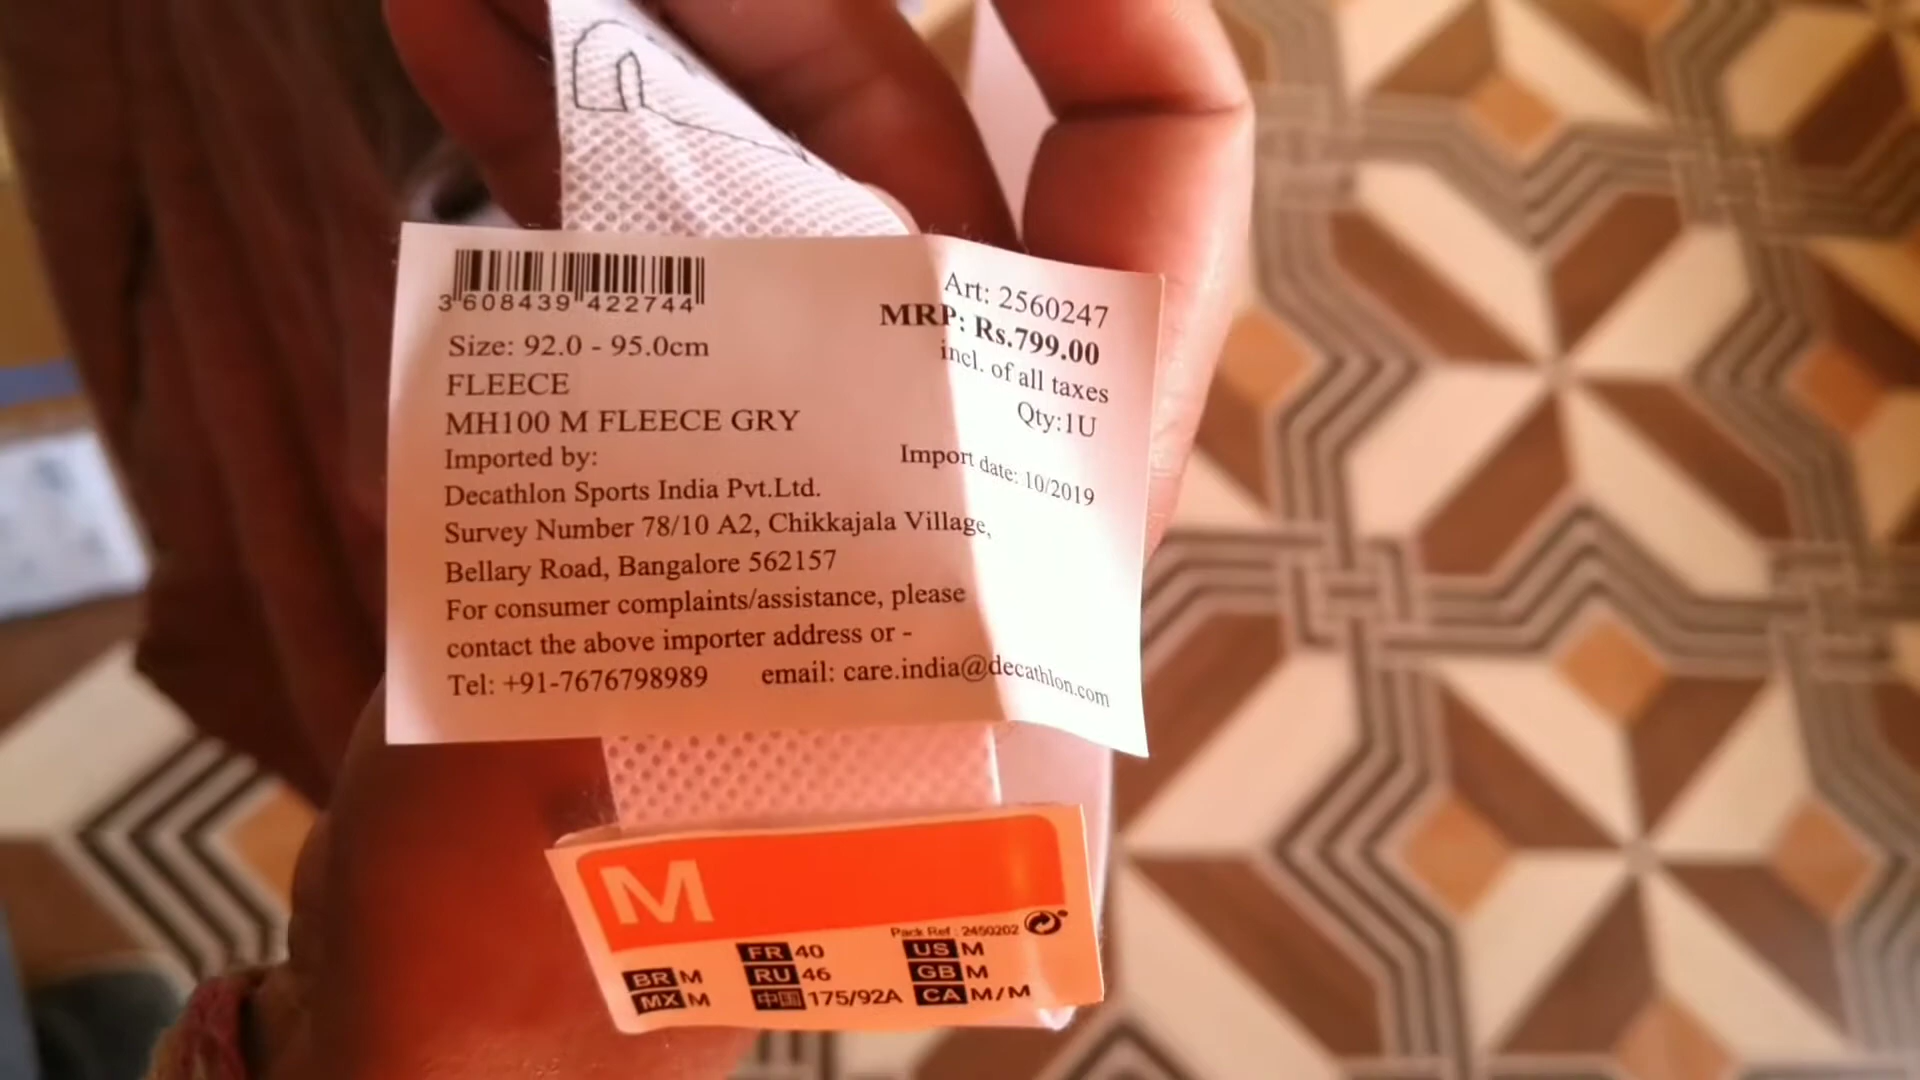 3 608439 422744
Art: 2560247
MRP: Rs.799.00
incl. of all taxes
Qty:1U
Size: 92.0 - 95.0cm
FLEECE
MH100 M FLEECE GRY
Imported by:
Import date: 10/2019
Decathlon Sports India Pvt.Ltd.
Survey Number 78/10 A2, Chikkajala Village,
Bellary Road, Bangalore 562157
For consumer complaints/assistance, please
contact the above importer address or -
Tel: +91-7676798989 email: care.india@decathlon.com
M
Pack Ref : 2450202
FR 40 US M
BR M RU 46 GB M
MX M 中国 175/92A CA M/M